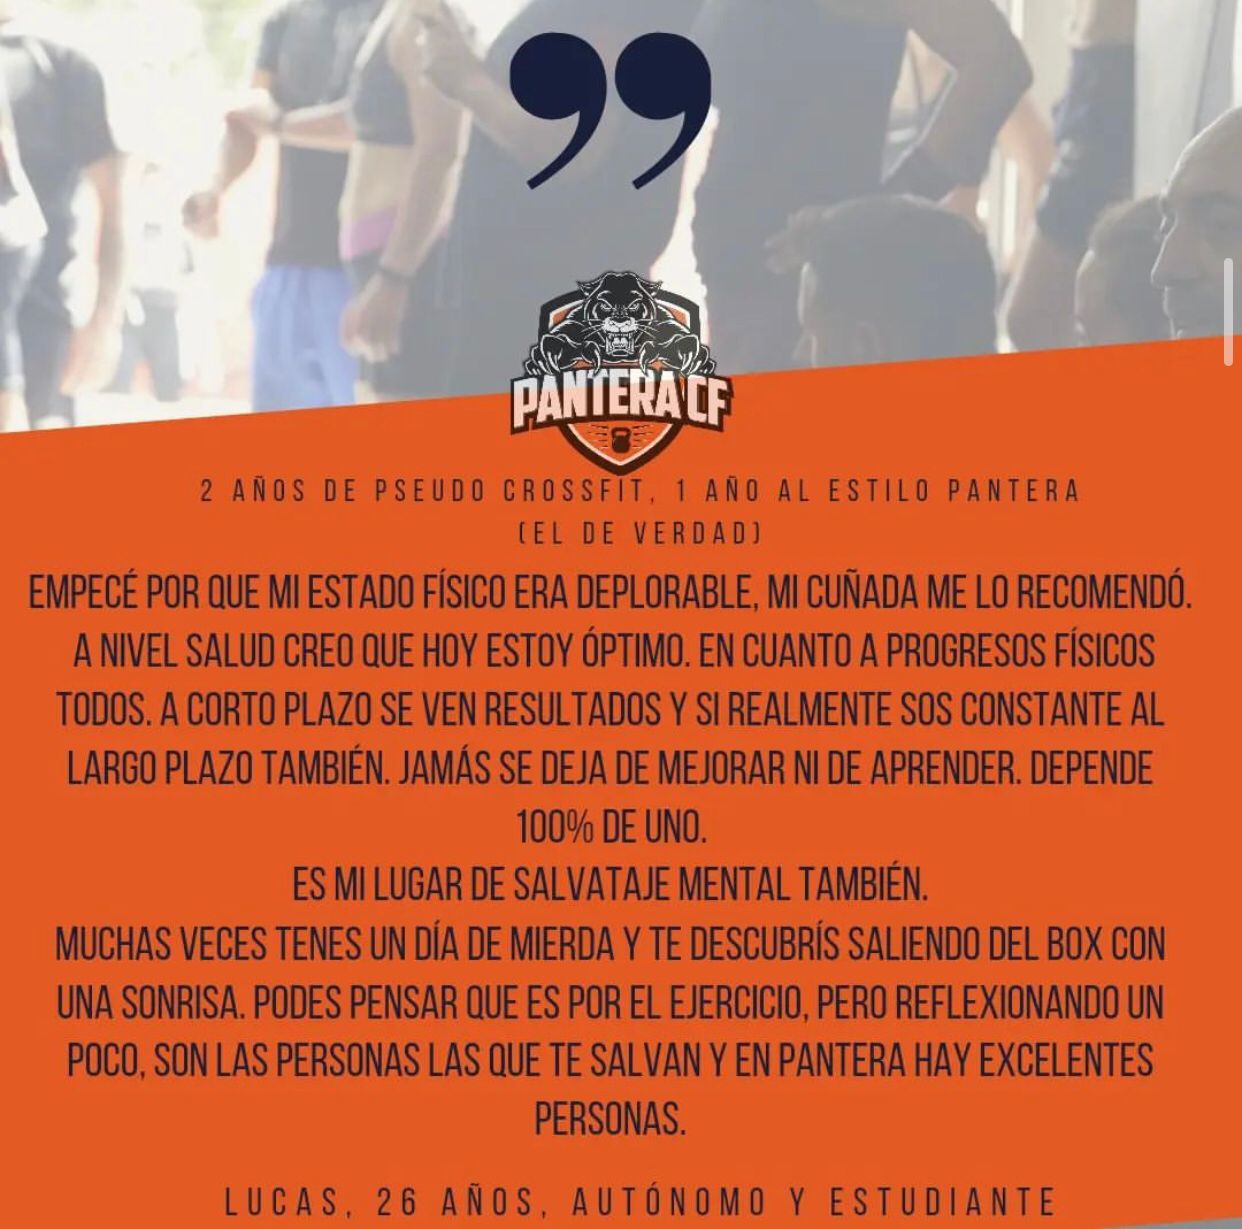 ”
PANTERA CF
2 AÑOS DE PSEUDO CROSSFIT, 1 AÑO AL ESTILO PANTERA
(EL DE VERDAD)
EMPECÉ POR QUE MI ESTADO FÍSICO ERA DEPLORABLE, MI CUÑADA ME LO RECOMENDÓ.
A NIVEL SALUD CREO QUE HOY ESTOY ÓPTIMO. EN CUANTO A PROGRESOS FÍSICOS
TODOS. A CORTO PLAZO SE VEN RESULTADOS Y SI REALMENTE SOS CONSTANTE AL
LARGO PLAZO TAMBIÉN. JAMÁS SE DEJA DE MEJORAR NI DE APRENDER. DEPENDE
100% DE UNO.
ES MI LUGAR DE SALVATAJE MENTAL TAMBIÉN.
MUCHAS VECES TENES UN DÍA DE MIERDA Y TE DESCUBRÍS SALIENDO DEL BOX CON
UNA SONRISA. PODES PENSAR QUE ES POR EL EJERCICIO, PERO REFLEXIONANDO UN
POCO, SON LAS PERSONAS LAS QUE TE SALVAN Y EN PANTERA HAY EXCELENTES
PERSONAS.
LUCAS, 26 AÑOS, AUTÓNOMO Y ESTUDIANTE